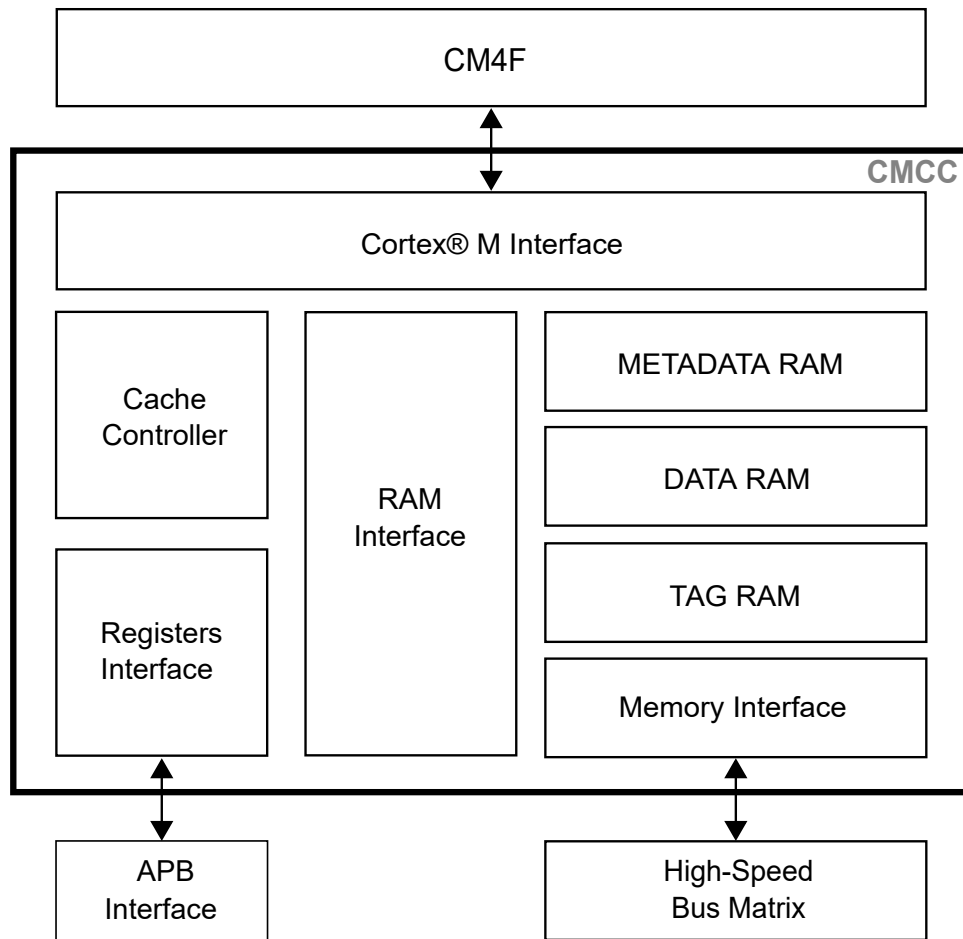 CM4F
CMCC
Cortex® M Interface
Cache
Controller
RAM
Interface
METADATA RAM
DATA RAM
TAG RAM
Registers
Interface
Memory Interface
APB
Interface
High-Speed
Bus Matrix